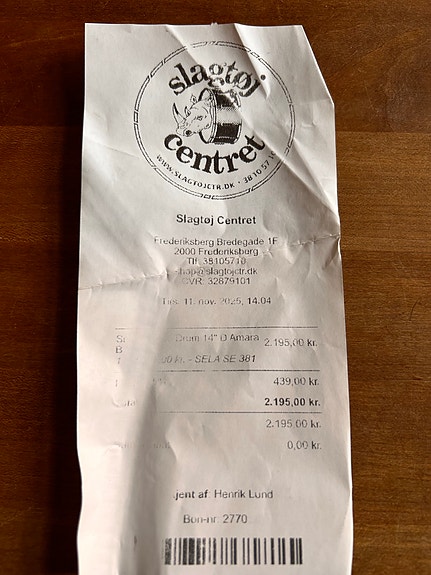 slagtøj
centret
WWW.SLAGTOJCTR.DK • 38 10 57 10
Slagtøj Centret
Frederiksberg Bredegade 1F
2000 Frederiksberg
Tlf. 38105710
shop@slagtojctr.dk
CVR: 32879101
Tirs. 11. nov. 2025, 14.04
Drum 14" D Amara 2.195,00 kr.
00 kr. - SELA SE 381
439,00 kr.
2.195,00 kr.
2.195,00 kr.
0,00 kr.
jent af: Henrik Lund
Bon-nr. 2770